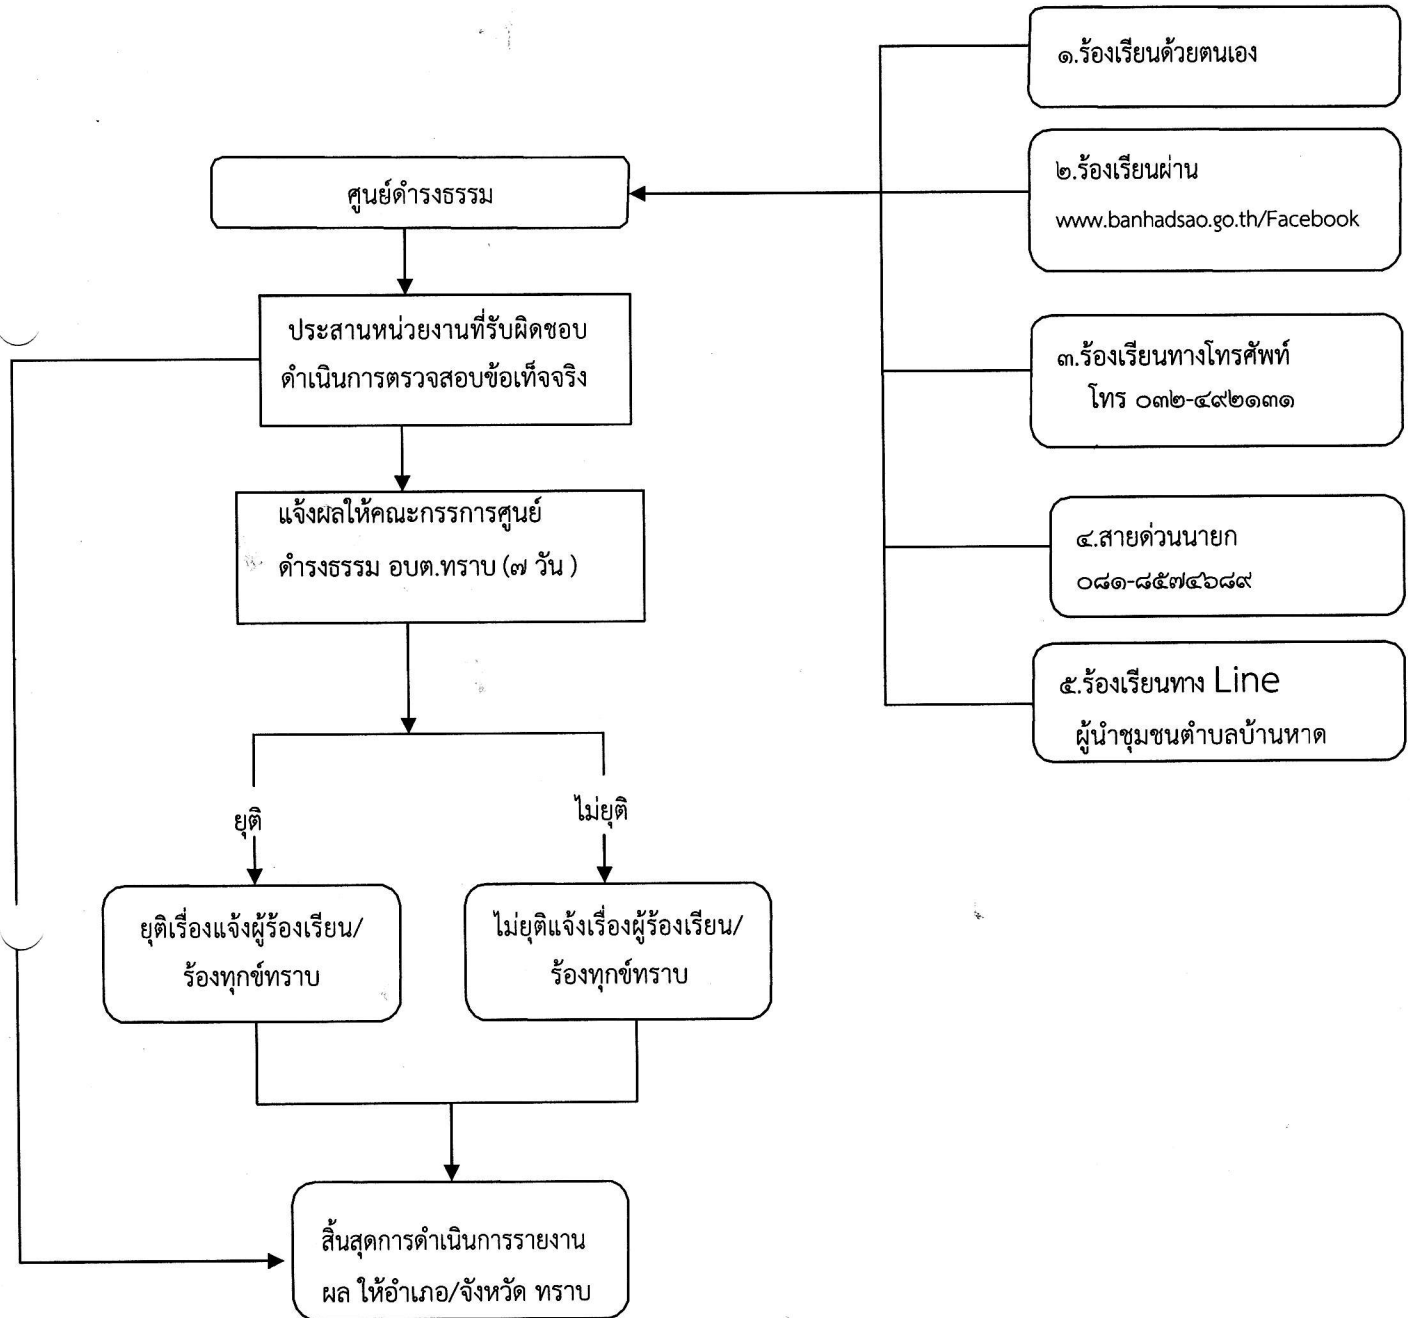 ๑.ร้องเรียนด้วยตนเอง
๒.ร้องเรียนผ่าน
www.banhadsao.go.th/Facebook
ศูนย์ดำรงธรรม
ประสานหน่วยงานที่รับผิดชอบ
ดำเนินการตรวจสอบข้อเท็จจริง
๓.ร้องเรียนทางโทรศัพท์
โทร ๐๓๒-๔๙๒๑๓๑
แจ้งผลให้คณะกรรการศูนย์
ดำรงธรรม อบต.ทราบ (๗ วัน )
๔.สายด่วนนายก
๐๘๑-๘๕๗๔๖๘๙
๕.ร้องเรียนทาง Line
ผู้นำชุมชนตำบลบ้านหาด
ยุติ
ไม่ยุติ
ยุติเรื่องแจ้งผู้ร้องเรียน/
ร้องทุกข์ทราบ
ไม่ยุติแจ้งเรื่องผู้ร้องเรียน/
ร้องทุกข์ทราบ
สิ้นสุดการดำเนินการรายงาน
ผล ให้อำเภอ/จังหวัด ทราบ